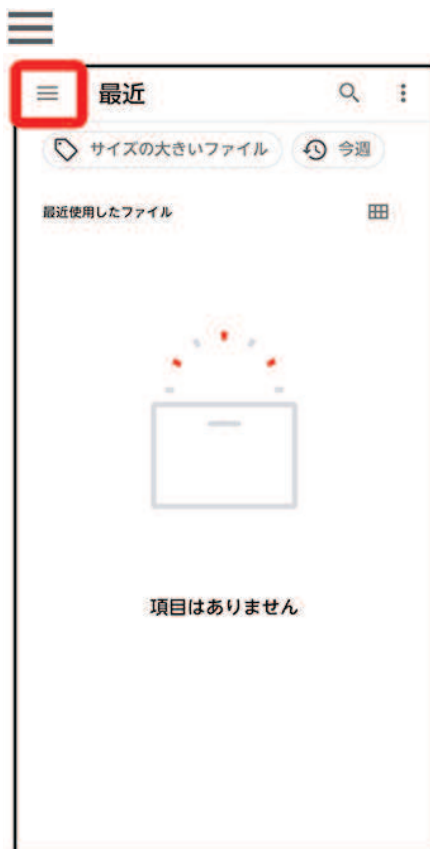 最近
サイズの大きいファイル
今週
最近使用したファイル
項目はありません